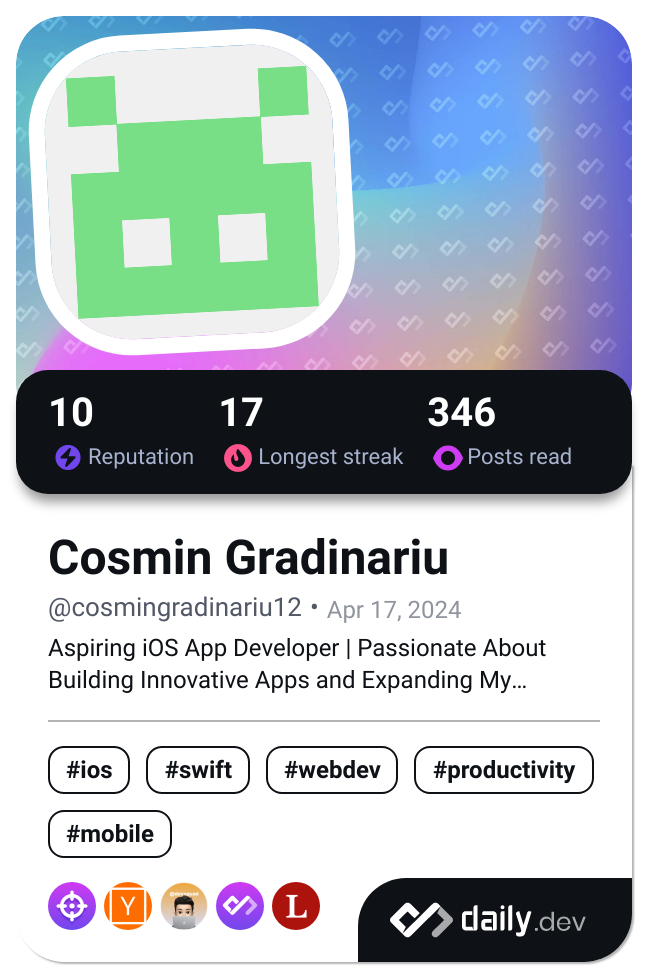 10 17 346
Reputation Longest streak Posts read
Cosmin Gradinariu
@cosmingradinariu12 • Apr 17, 2024
Aspiring iOS App Developer | Passionate About
Building Innovative Apps and Expanding My…
#ios #swift #webdev #productivity
#mobile
Y L
daily.dev